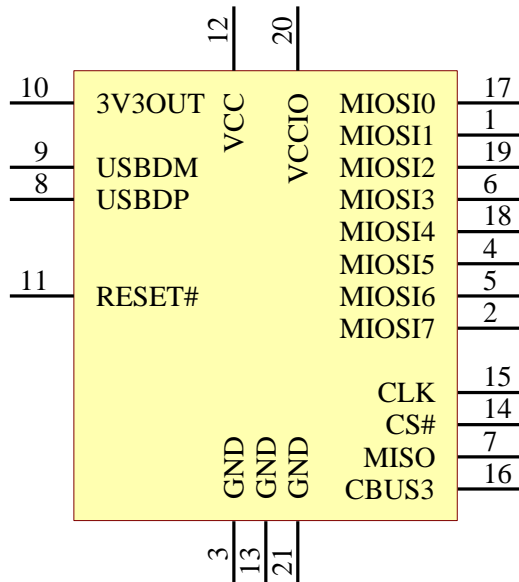 12 20
10 3V3OUT VCC VCCIO MIOSI0 17
MIOSI1 1
9 USBDM MIOSI2 19
8 USBDP MIOSI3 6
MIOSI4 18
MIOSI5 4
11 RESET# MIOSI6 5
MIOSI7 2
CLK 15
CS# 14
MISO 7
GND GND GND CBUS3 16
3 13 21